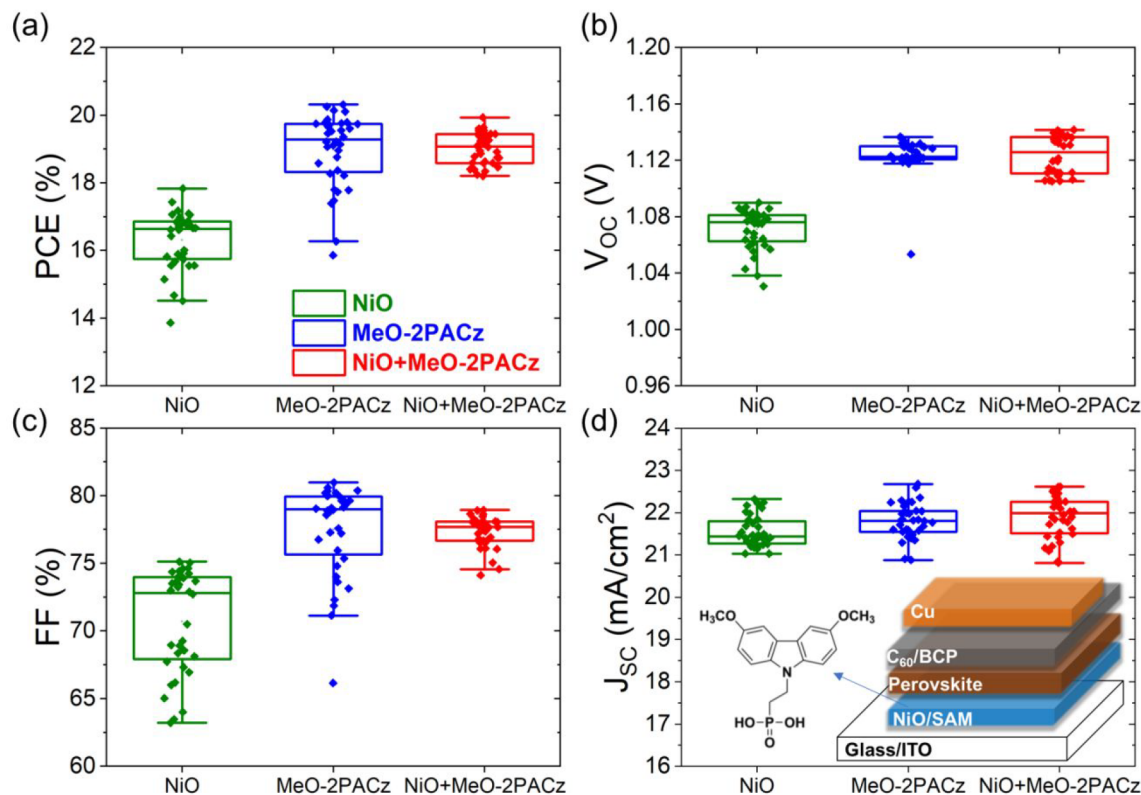 (a)
PCE (%)
22
20
18
16
14
12
NiO
MeO-2PACz
NiO+MeO-2PACz
NiO
MeO-2PACz
NiO+MeO-2PACz
(b)
V_OC (V)
1.20
1.16
1.12
1.08
1.04
1.00
0.96
NiO
MeO-2PACz
NiO+MeO-2PACz
(c)
FF (%)
85
80
75
70
65
60
NiO
MeO-2PACz
NiO+MeO-2PACz
(d)
J_SC (mA/cm²)
24
23
22
21
20
19
18
17
16
H₃CO
OCH₃
N
HO-P-OH
O
Cu
C₆₀/BCP
Perovskite
NiO/SAM
Glass/ITO
NiO
MeO-2PACz
NiO+MeO-2PACz